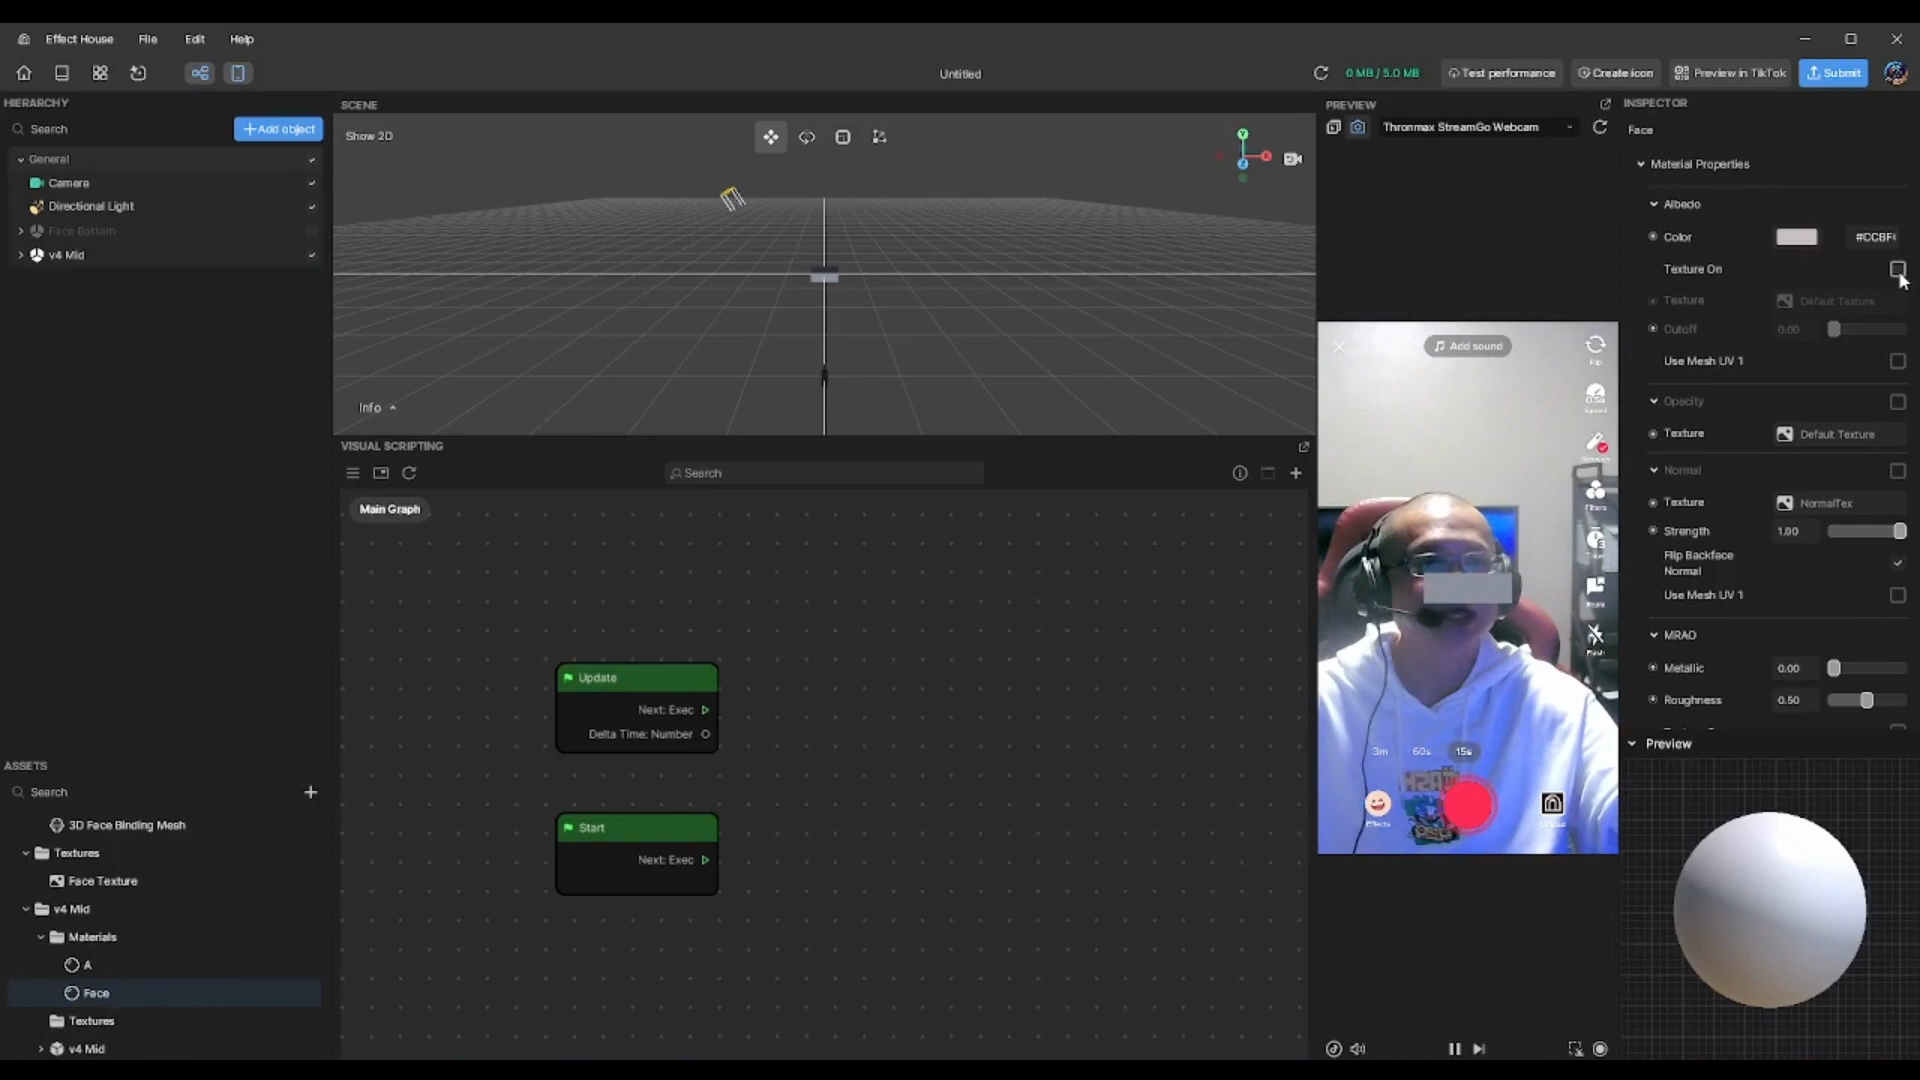 Effect House
File
Edit
Help
Untitled
0 MB / 5.0 MB
Test performance
Create icon
Preview in TikTok
Submit
HIERARCHY
Search
Add object
General
Camera
Directional Light
Face Bottom
v4 Mid
SCENE
Show 2D
Y
X
Z
Info
VISUAL SCRIPTING
Search
Main Graph
Update
Next: Exec
Delta Time: Number
Start
Next: Exec
ASSETS
Search
3D Face Binding Mesh
Textures
Face Texture
v4 Mid
Materials
A
Face
Textures
v4 Mid
PREVIEW
Thronmax StreamGo Webcam
Add sound
Flip
Filters
Flash
3m
60s
15s
Effects
INSPECTOR
Face
Material Properties
Albedo
Color
#CCBF
Texture On
Texture
Default Texture
Cutoff
0.00
Use Mesh UV 1
Opacity
Texture
Default Texture
Normal
Texture
NormalTex
Strength
1.00
Flip Backface
Normal
Use Mesh UV 1
MRAO
Metallic
0.00
Roughness
0.50
Preview